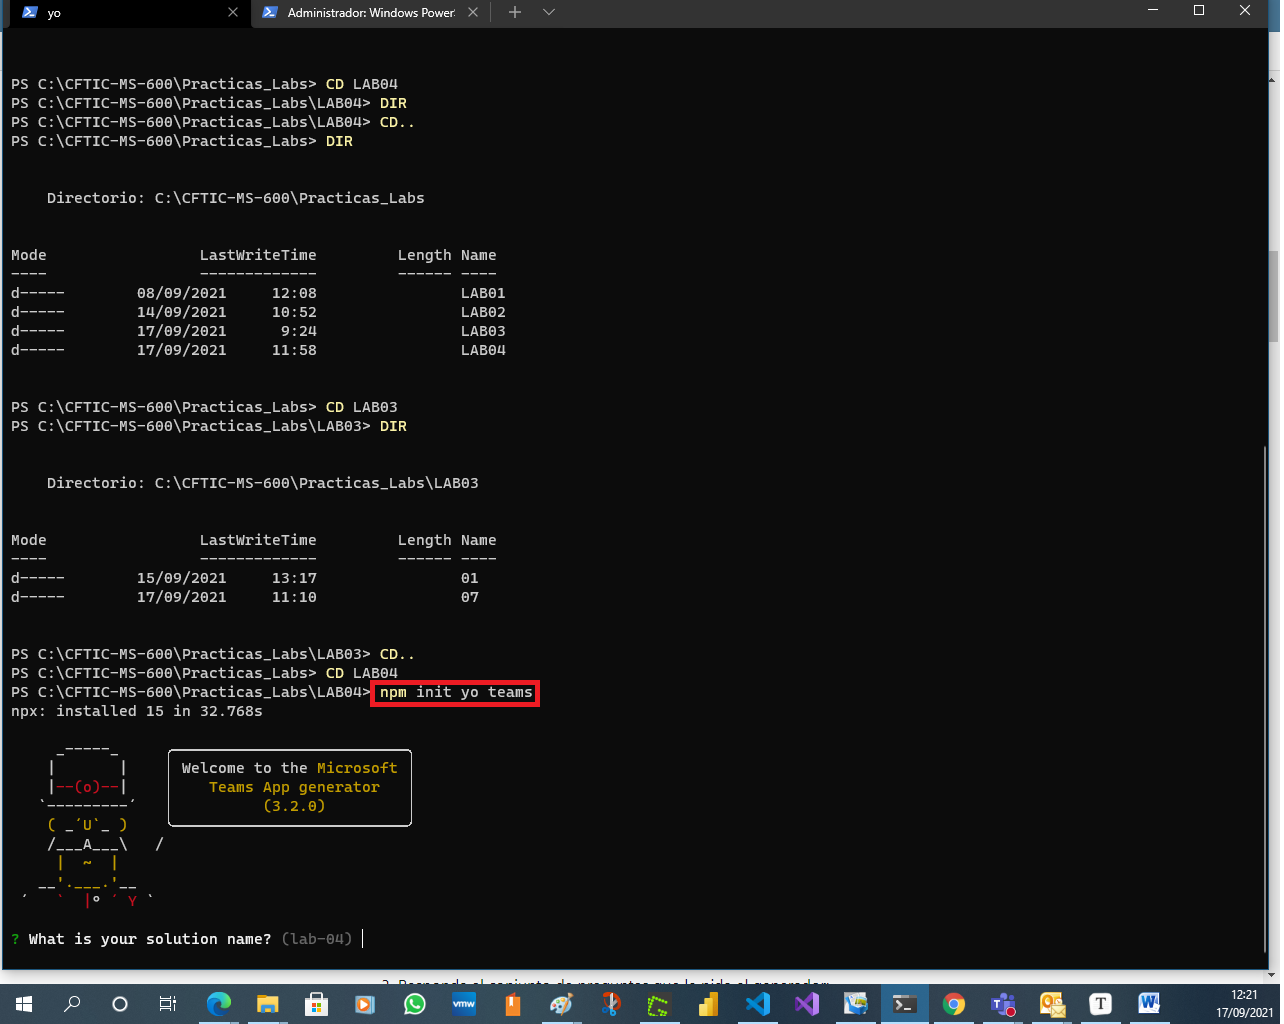 yo
Administrador: Windows Power
PS C:\CFTIC-MS-600\Practicas_Labs> CD LAB04
PS C:\CFTIC-MS-600\Practicas_Labs\LAB04> DIR
PS C:\CFTIC-MS-600\Practicas_Labs\LAB04> CD..
PS C:\CFTIC-MS-600\Practicas_Labs> DIR
Directorio: C:\CFTIC-MS-600\Practicas_Labs
Mode LastWriteTime Length Name
---- ------------- ------ ----
d----- 08/09/2021 12:08 LAB01
d----- 14/09/2021 10:52 LAB02
d----- 17/09/2021 9:24 LAB03
d----- 17/09/2021 11:58 LAB04
PS C:\CFTIC-MS-600\Practicas_Labs> CD LAB03
PS C:\CFTIC-MS-600\Practicas_Labs\LAB03> DIR
Directorio: C:\CFTIC-MS-600\Practicas_Labs\LAB03
Mode LastWriteTime Length Name
---- ------------- ------ ----
d----- 15/09/2021 13:17 01
d----- 17/09/2021 11:10 07
PS C:\CFTIC-MS-600\Practicas_Labs\LAB03> CD..
PS C:\CFTIC-MS-600\Practicas_Labs> CD LAB04
PS C:\CFTIC-MS-600\Practicas_Labs\LAB04> npm init yo teams
npx: installed 15 in 32.768s
Welcome to the Microsoft
Teams App generator
(3.2.0)
? What is your solution name? (lab-04)
vmw
T
W
12:21
17/09/2021